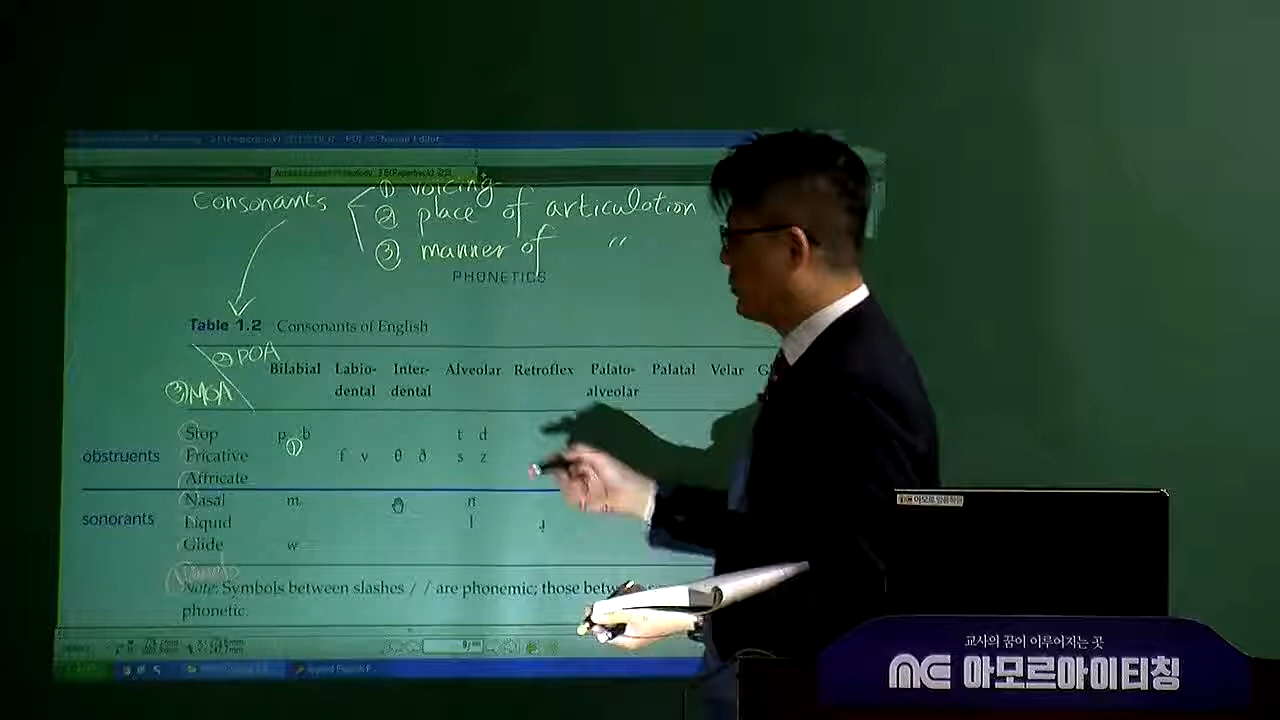 Consonants
① voicing
② place of articulation
③ manner of 〃
PHONETICS
Table 1.2 Consonants of English
② POA
③ MOA
Bilabial Labio-dental Inter-dental Alveolar Retroflex Palato-alveolar Palatal Velar
Stop p b t d
①
obstruents Fricative f v θ ð s z
Affricate
Nasal m n
sonorants Liquid l ɹ
Glide w
Note: Symbols between slashes / / are phonemic; those
phonetic.
교사의 꿈이 이루어지는 곳
아모르아이티칭